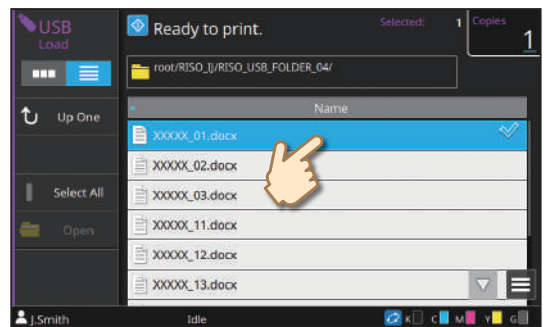 USB
Load
Ready to print.
Selected: 1
Copies
1
root/RISO_IJ/RISO_USB_FOLDER_04/
Up One
Name
XXXXX_01.docx
XXXXX_02.docx
XXXXX_03.docx
Select All
XXXXX_11.docx
Open
XXXXX_12.docx
XXXXX_13.docx
J.Smith
Idle
K C M Y G